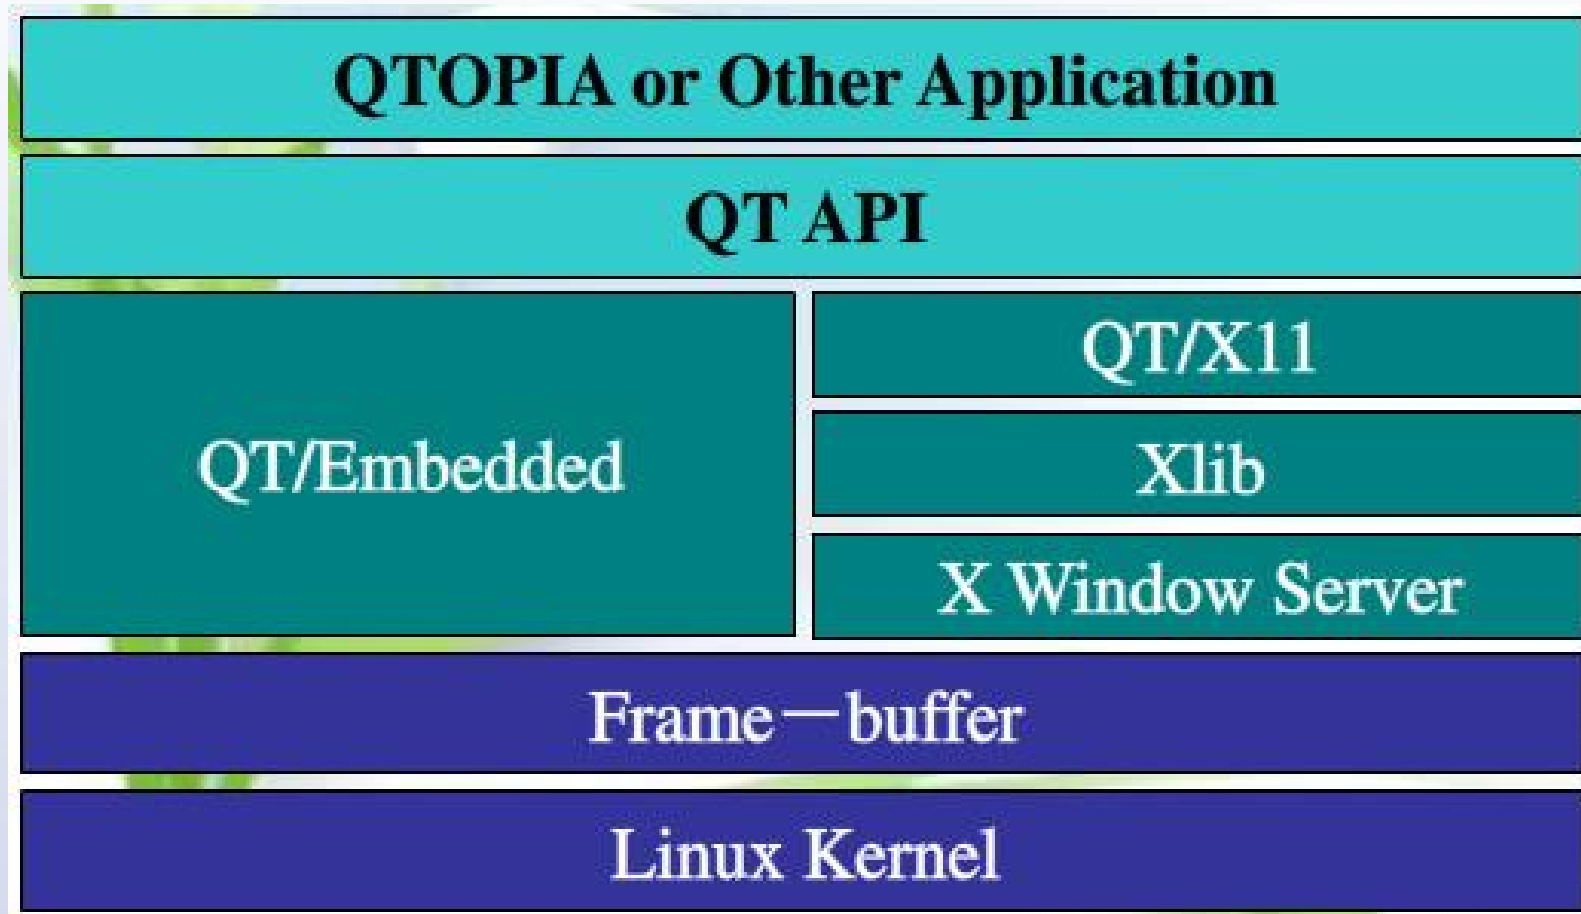 QTOPIA or Other Application
QT API
QT/Embedded
QT/X11
Xlib
X Window Server
Frame－buffer
Linux Kernel